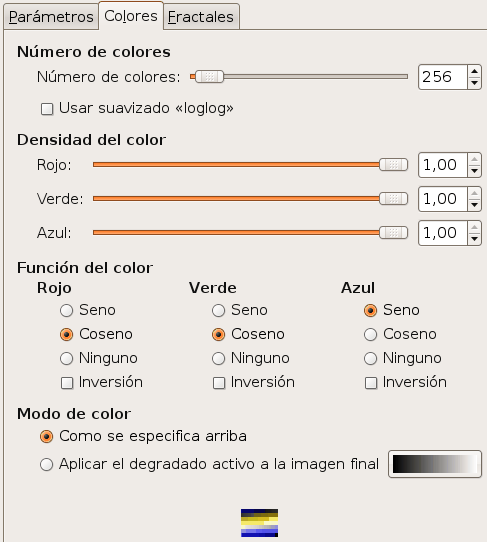 Parámetros Colores Fractales
Número de colores
Número de colores: 256
Usar suavizado «loglog»
Densidad del color
Rojo: 1,00
Verde: 1,00
Azul: 1,00
Función del color
Rojo Verde Azul
Seno Seno Seno
Coseno Coseno Coseno
Ninguno Ninguno Ninguno
Inversión Inversión Inversión
Modo de color
Como se especifica arriba
Aplicar el degradado activo a la imagen final